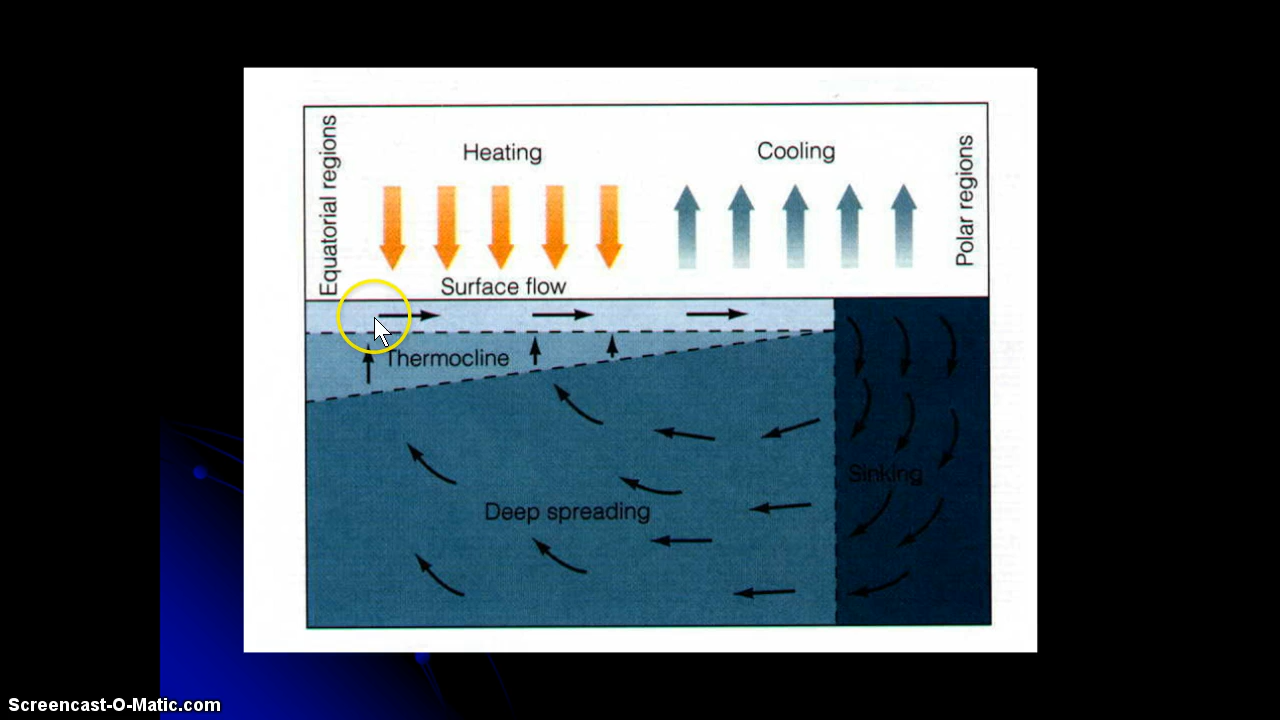 Equatorial regions
Heating
Cooling
Polar regions
Surface flow
Thermocline
Sinking
Deep spreading
Screencast-O-Matic.com